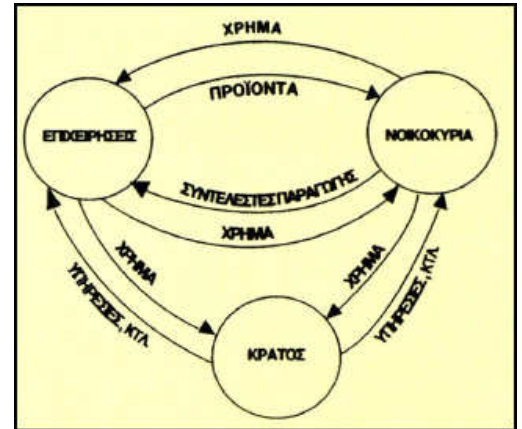 ΧΡΗΜΑ
ΠΡΟΪΟΝΤΑ
ΕΠΙΧΕΙΡΗΣΕΙΣ
ΝΟΙΚΟΚΥΡΙΑ
ΣΥΝΤΕΛΕΣΤΕΣ ΠΑΡΑΓΩΓΗΣ
ΧΡΗΜΑ
ΧΡΗΜΑ
ΥΠΗΡΕΣΙΕΣ, ΚΤΛ.
ΧΡΗΜΑ
ΥΠΗΡΕΣΙΕΣ, ΚΤΛ.
ΚΡΑΤΟΣ